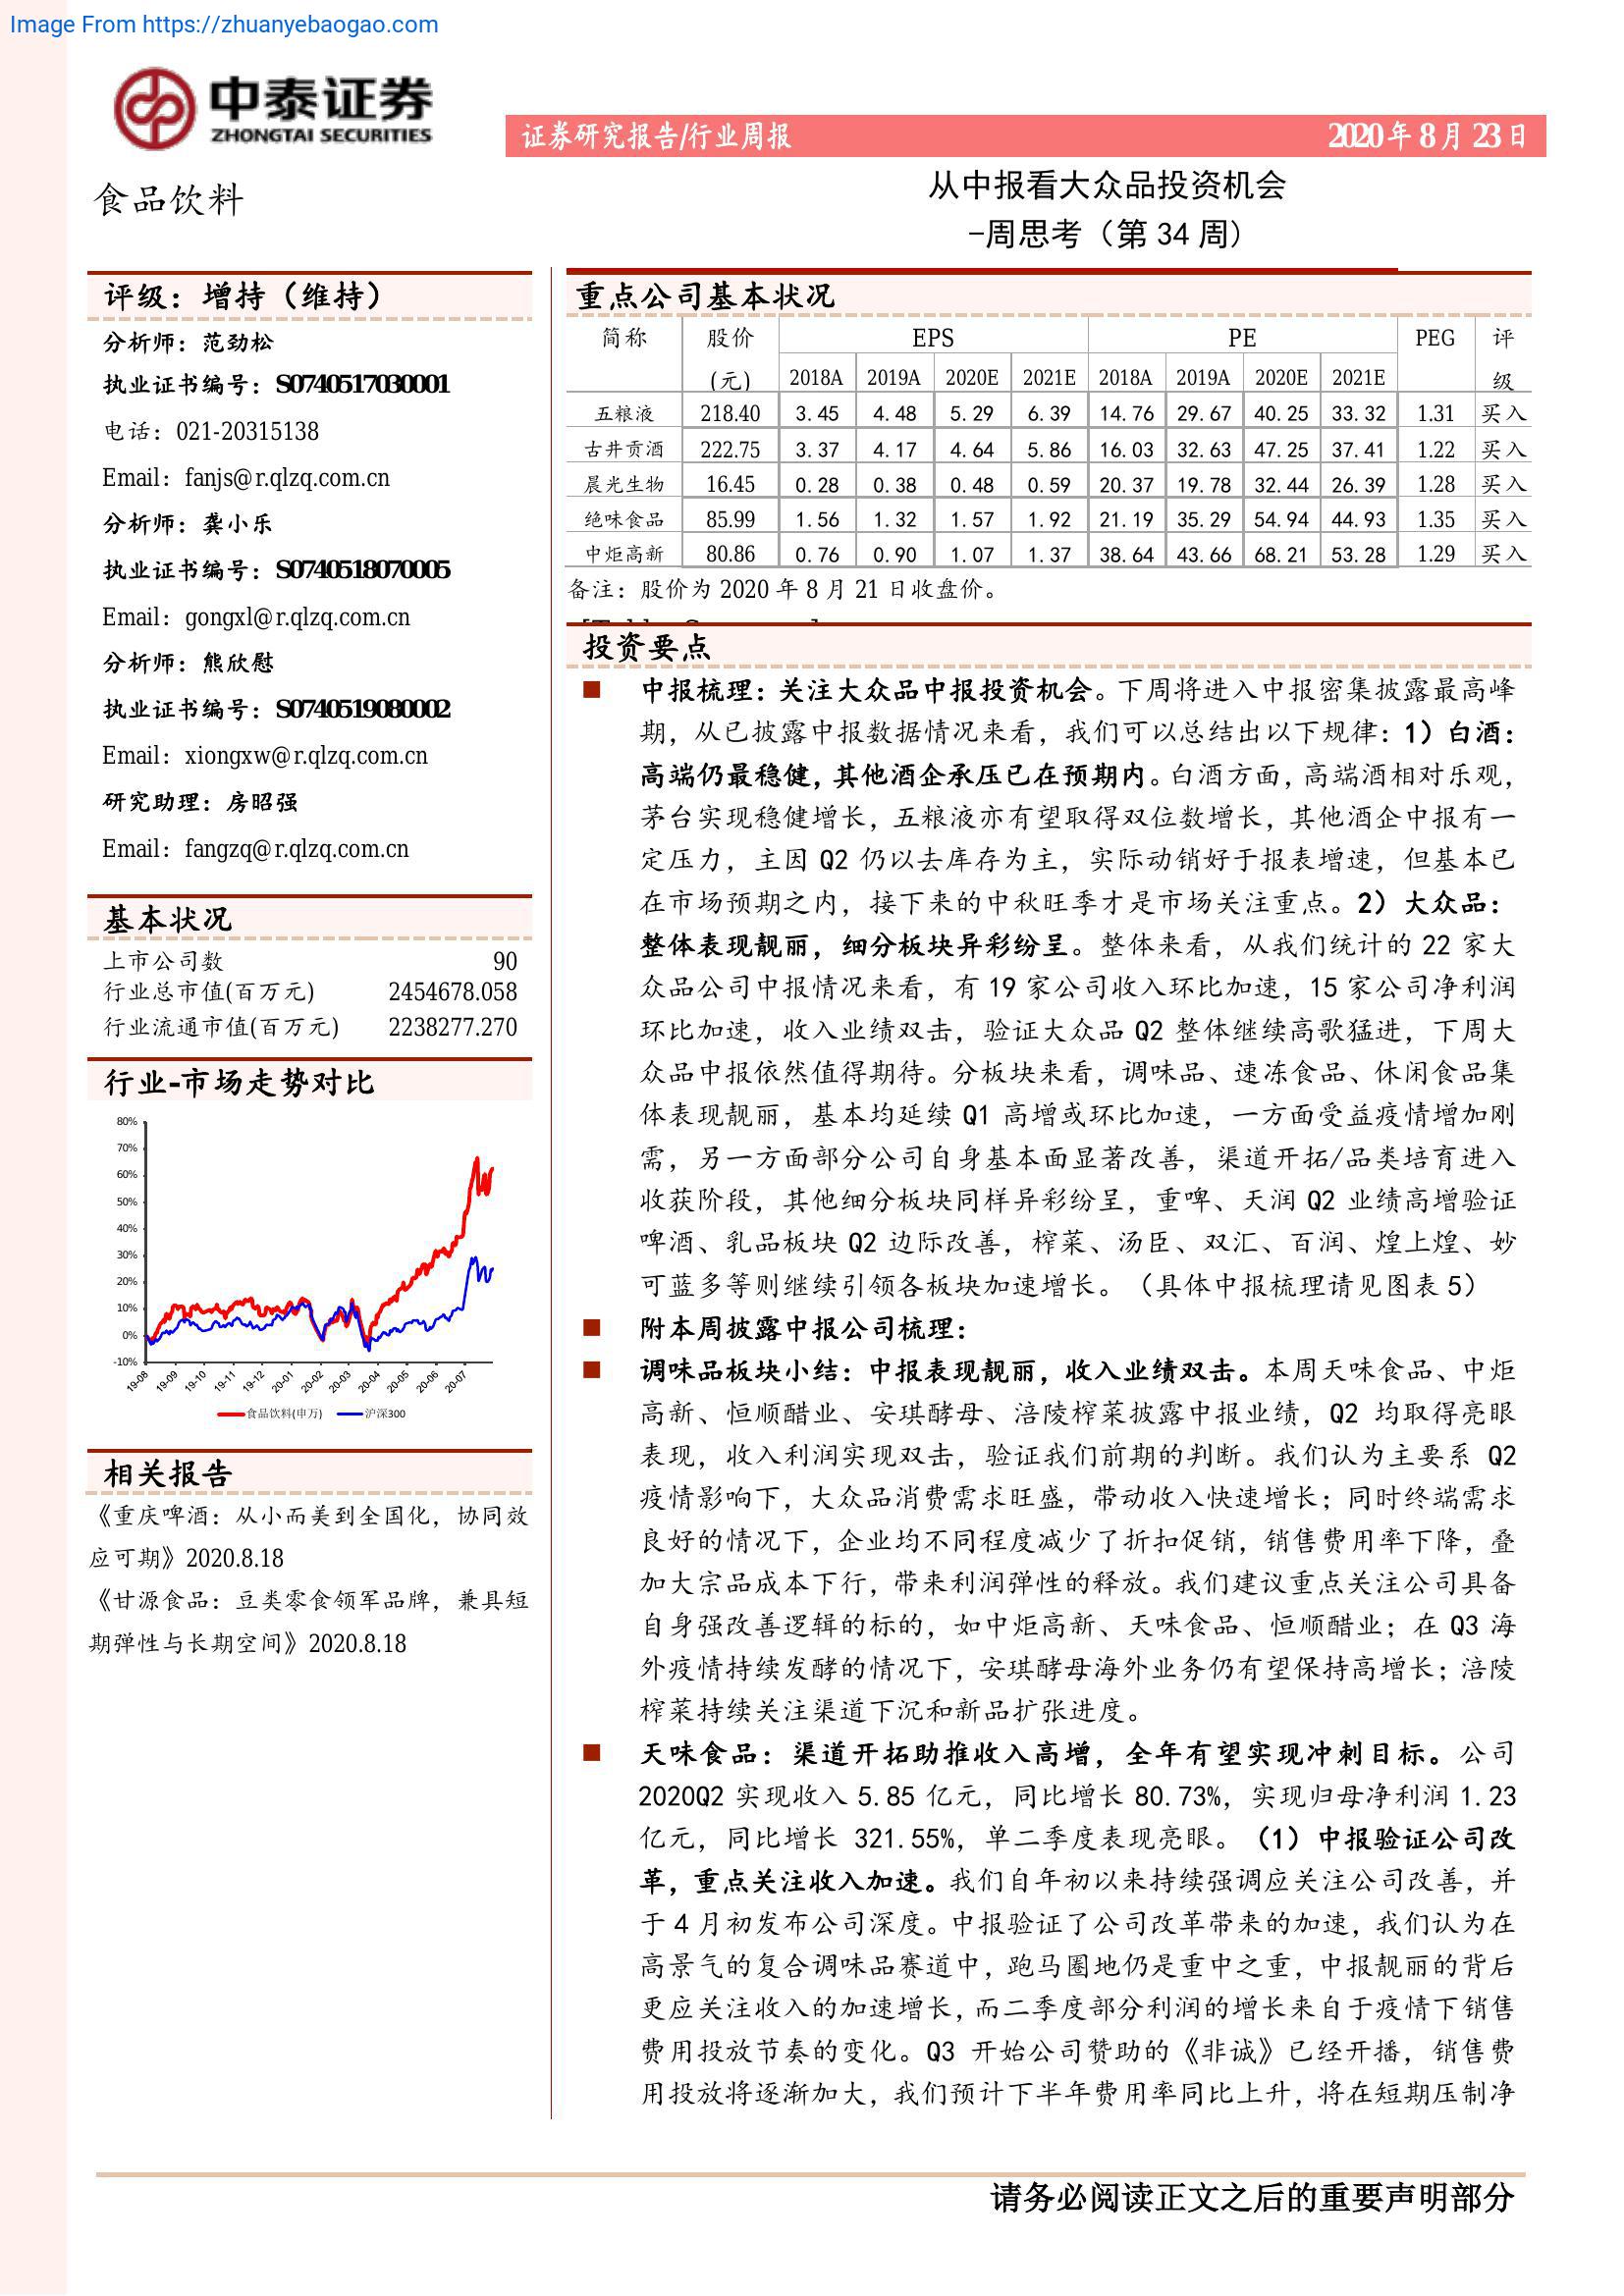 Image From https://zhuanyebaogao.com
中泰证券
ZHONGTAI SECURITIES
证券研究报告/行业周报 2020年8月23日
食品饮料
从中报看大众品投资机会
-周思考（第 34 周）
评级：增持（维持）
分析师：范劲松
执业证书编号：S0740517030001
电话：021-20315138
Email：fanjs@r.qlzq.com.cn
分析师：龚小乐
执业证书编号：S0740518070005
Email：gongxl@r.qlzq.com.cn
分析师：熊欣慰
执业证书编号：S0740519080002
Email：xiongxw@r.qlzq.com.cn
研究助理：房昭强
Email：fangzq@r.qlzq.com.cn
基本状况
上市公司数 90
行业总市值(百万元) 2454678.058
行业流通市值(百万元) 2238277.270
行业-市场走势对比
80%
70%
60%
50%
40%
30%
20%
10%
0%
-10%
19-08 19-09 19-10 19-11 19-12 20-01 20-02 20-03 20-04 20-05 20-06 20-07
食品饮料(申万) 沪深300
相关报告
《重庆啤酒：从小而美到全国化，协同效
应可期》2020.8.18
《甘源食品：豆类零食领军品牌，兼具短
期弹性与长期空间》2020.8.18
重点公司基本状况
简称 股价 EPS PE PEG 评
(元) 2018A 2019A 2020E 2021E 2018A 2019A 2020E 2021E 级
五粮液 218.40 3.45 4.48 5.29 6.39 14.76 29.67 40.25 33.32 1.31 买入
古井贡酒 222.75 3.37 4.17 4.64 5.86 16.03 32.63 47.25 37.41 1.22 买入
晨光生物 16.45 0.28 0.38 0.48 0.59 20.37 19.78 32.44 26.39 1.28 买入
绝味食品 85.99 1.56 1.32 1.57 1.92 21.19 35.29 54.94 44.93 1.35 买入
中炬高新 80.86 0.76 0.90 1.07 1.37 38.64 43.66 68.21 53.28 1.29 买入
备注：股价为 2020 年 8 月 21 日收盘价。
投资要点
■ 中报梳理：关注大众品中报投资机会。下周将进入中报密集披露最高峰
期，从已披露中报数据情况来看，我们可以总结出以下规律：1）白酒：
高端仍最稳健，其他酒企承压已在预期内。白酒方面，高端酒相对乐观，
茅台实现稳健增长，五粮液亦有望取得双位数增长，其他酒企中报有一
定压力，主因 Q2 仍以去库存为主，实际动销好于报表增速，但基本已
在市场预期之内，接下来的中秋旺季才是市场关注重点。2）大众品：
整体表现靓丽，细分板块异彩纷呈。整体来看，从我们统计的 22 家大
众品公司中报情况来看，有 19 家公司收入环比加速，15 家公司净利润
环比加速，收入业绩双击，验证大众品 Q2 整体继续高歌猛进，下周大
众品中报依然值得期待。分板块来看，调味品、速冻食品、休闲食品集
体表现靓丽，基本均延续 Q1 高增或环比加速，一方面受益疫情增加刚
需，另一方面部分公司自身基本面显著改善，渠道开拓/品类培育进入
收获阶段，其他细分板块同样异彩纷呈，重啤、天润 Q2 业绩高增验证
啤酒、乳品板块 Q2 边际改善，榨菜、汤臣、双汇、百润、煌上煌、妙
可蓝多等则继续引领各板块加速增长。（具体中报梳理请见图表 5）
■ 附本周披露中报公司梳理：
■ 调味品板块小结：中报表现靓丽，收入业绩双击。本周天味食品、中炬
高新、恒顺醋业、安琪酵母、涪陵榨菜披露中报业绩，Q2 均取得亮眼
表现，收入利润实现双击，验证我们前期的判断。我们认为主要系 Q2
疫情影响下，大众品消费需求旺盛，带动收入快速增长；同时终端需求
良好的情况下，企业均不同程度减少了折扣促销，销售费用率下降，叠
加大宗品成本下行，带来利润弹性的释放。我们建议重点关注公司具备
自身强改善逻辑的标的，如中炬高新、天味食品、恒顺醋业；在 Q3 海
外疫情持续发酵的情况下，安琪酵母海外业务仍有望保持高增长；涪陵
榨菜持续关注渠道下沉和新品扩张进度。
■ 天味食品：渠道开拓助推收入高增，全年有望实现冲刺目标。公司
2020Q2 实现收入 5.85 亿元，同比增长 80.73%，实现归母净利润 1.23
亿元，同比增长 321.55%，单二季度表现亮眼。（1）中报验证公司改
革，重点关注收入加速。我们自年初以来持续强调应关注公司改善，并
于 4 月初发布公司深度。中报验证了公司改革带来的加速，我们认为在
高景气的复合调味品赛道中，跑马圈地仍是重中之重，中报靓丽的背后
更应关注收入的加速增长，而二季度部分利润的增长来自于疫情下销售
费用投放节奏的变化。Q3 开始公司赞助的《非诚》已经开播，销售费
用投放将逐渐加大，我们预计下半年费用率同比上升，将在短期压制净
请务必阅读正文之后的重要声明部分